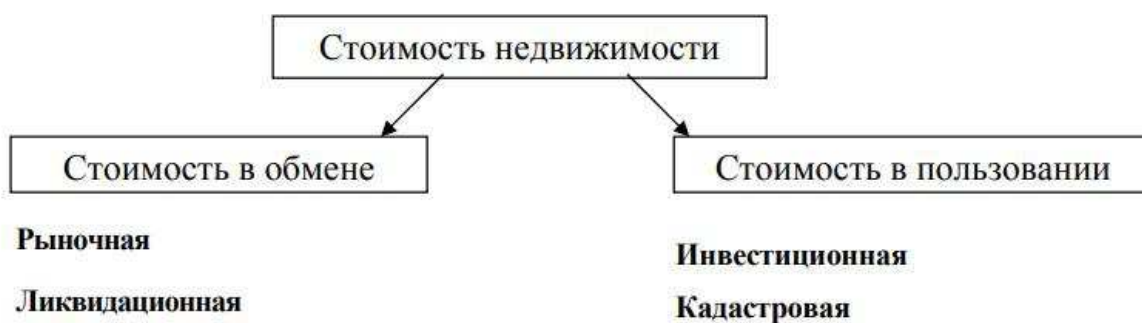 Стоимость недвижимости
Стоимость в обмене
Стоимость в пользовании
Рыночная
Ликвидационная
Инвестиционная
Кадастровая